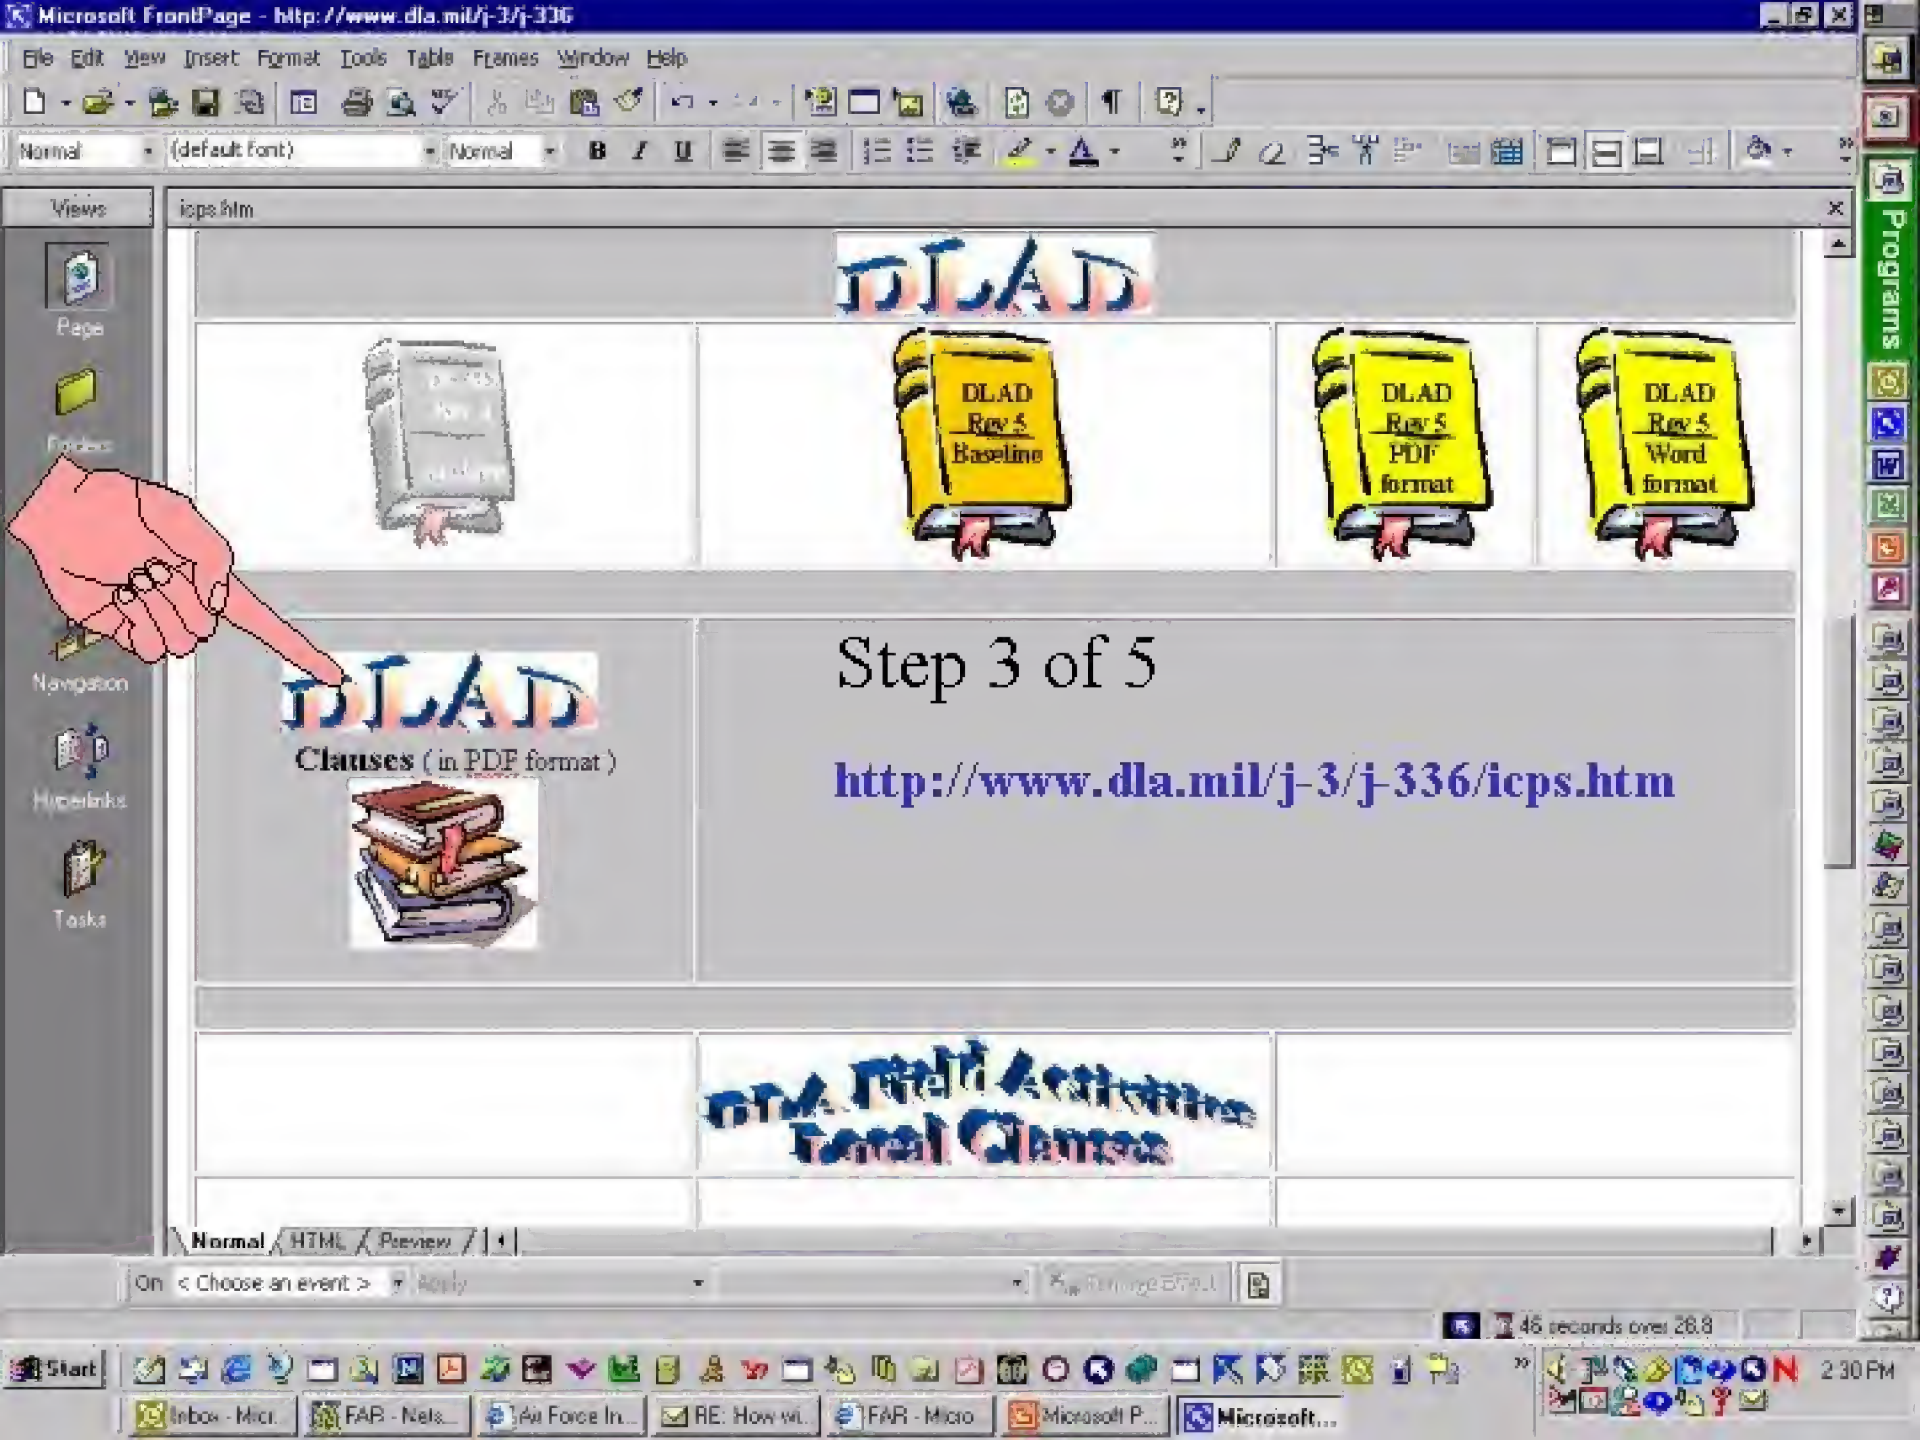 Microsoft FrontPage - http://www.dla.mil/j-3/j-336
File Edit View Insert Format Tools Table Frames Window Help
Normal (default font) Normal B I U
Views icps.htm
Programs
DLAD
Page
DLAD
Rev 5
Baseline
DLAD
Rev 5
PDF
format
DLAD
Rev 5
Word
format
Navigation
Hyperlinks
Tasks
DLAD
Clauses ( in PDF format )
Step 3 of 5
http://www.dla.mil/j-3/j-336/icps.htm
DLA Field Activities
Local Clauses
Normal HTML Preview
On < Choose an event > Apply
46 seconds over 28.8
Start
2:30 PM
Inbox - Micr... FAR - Nels... Air Force In... RE: How wi... FAR - Micro Microsoft P... Microsoft...